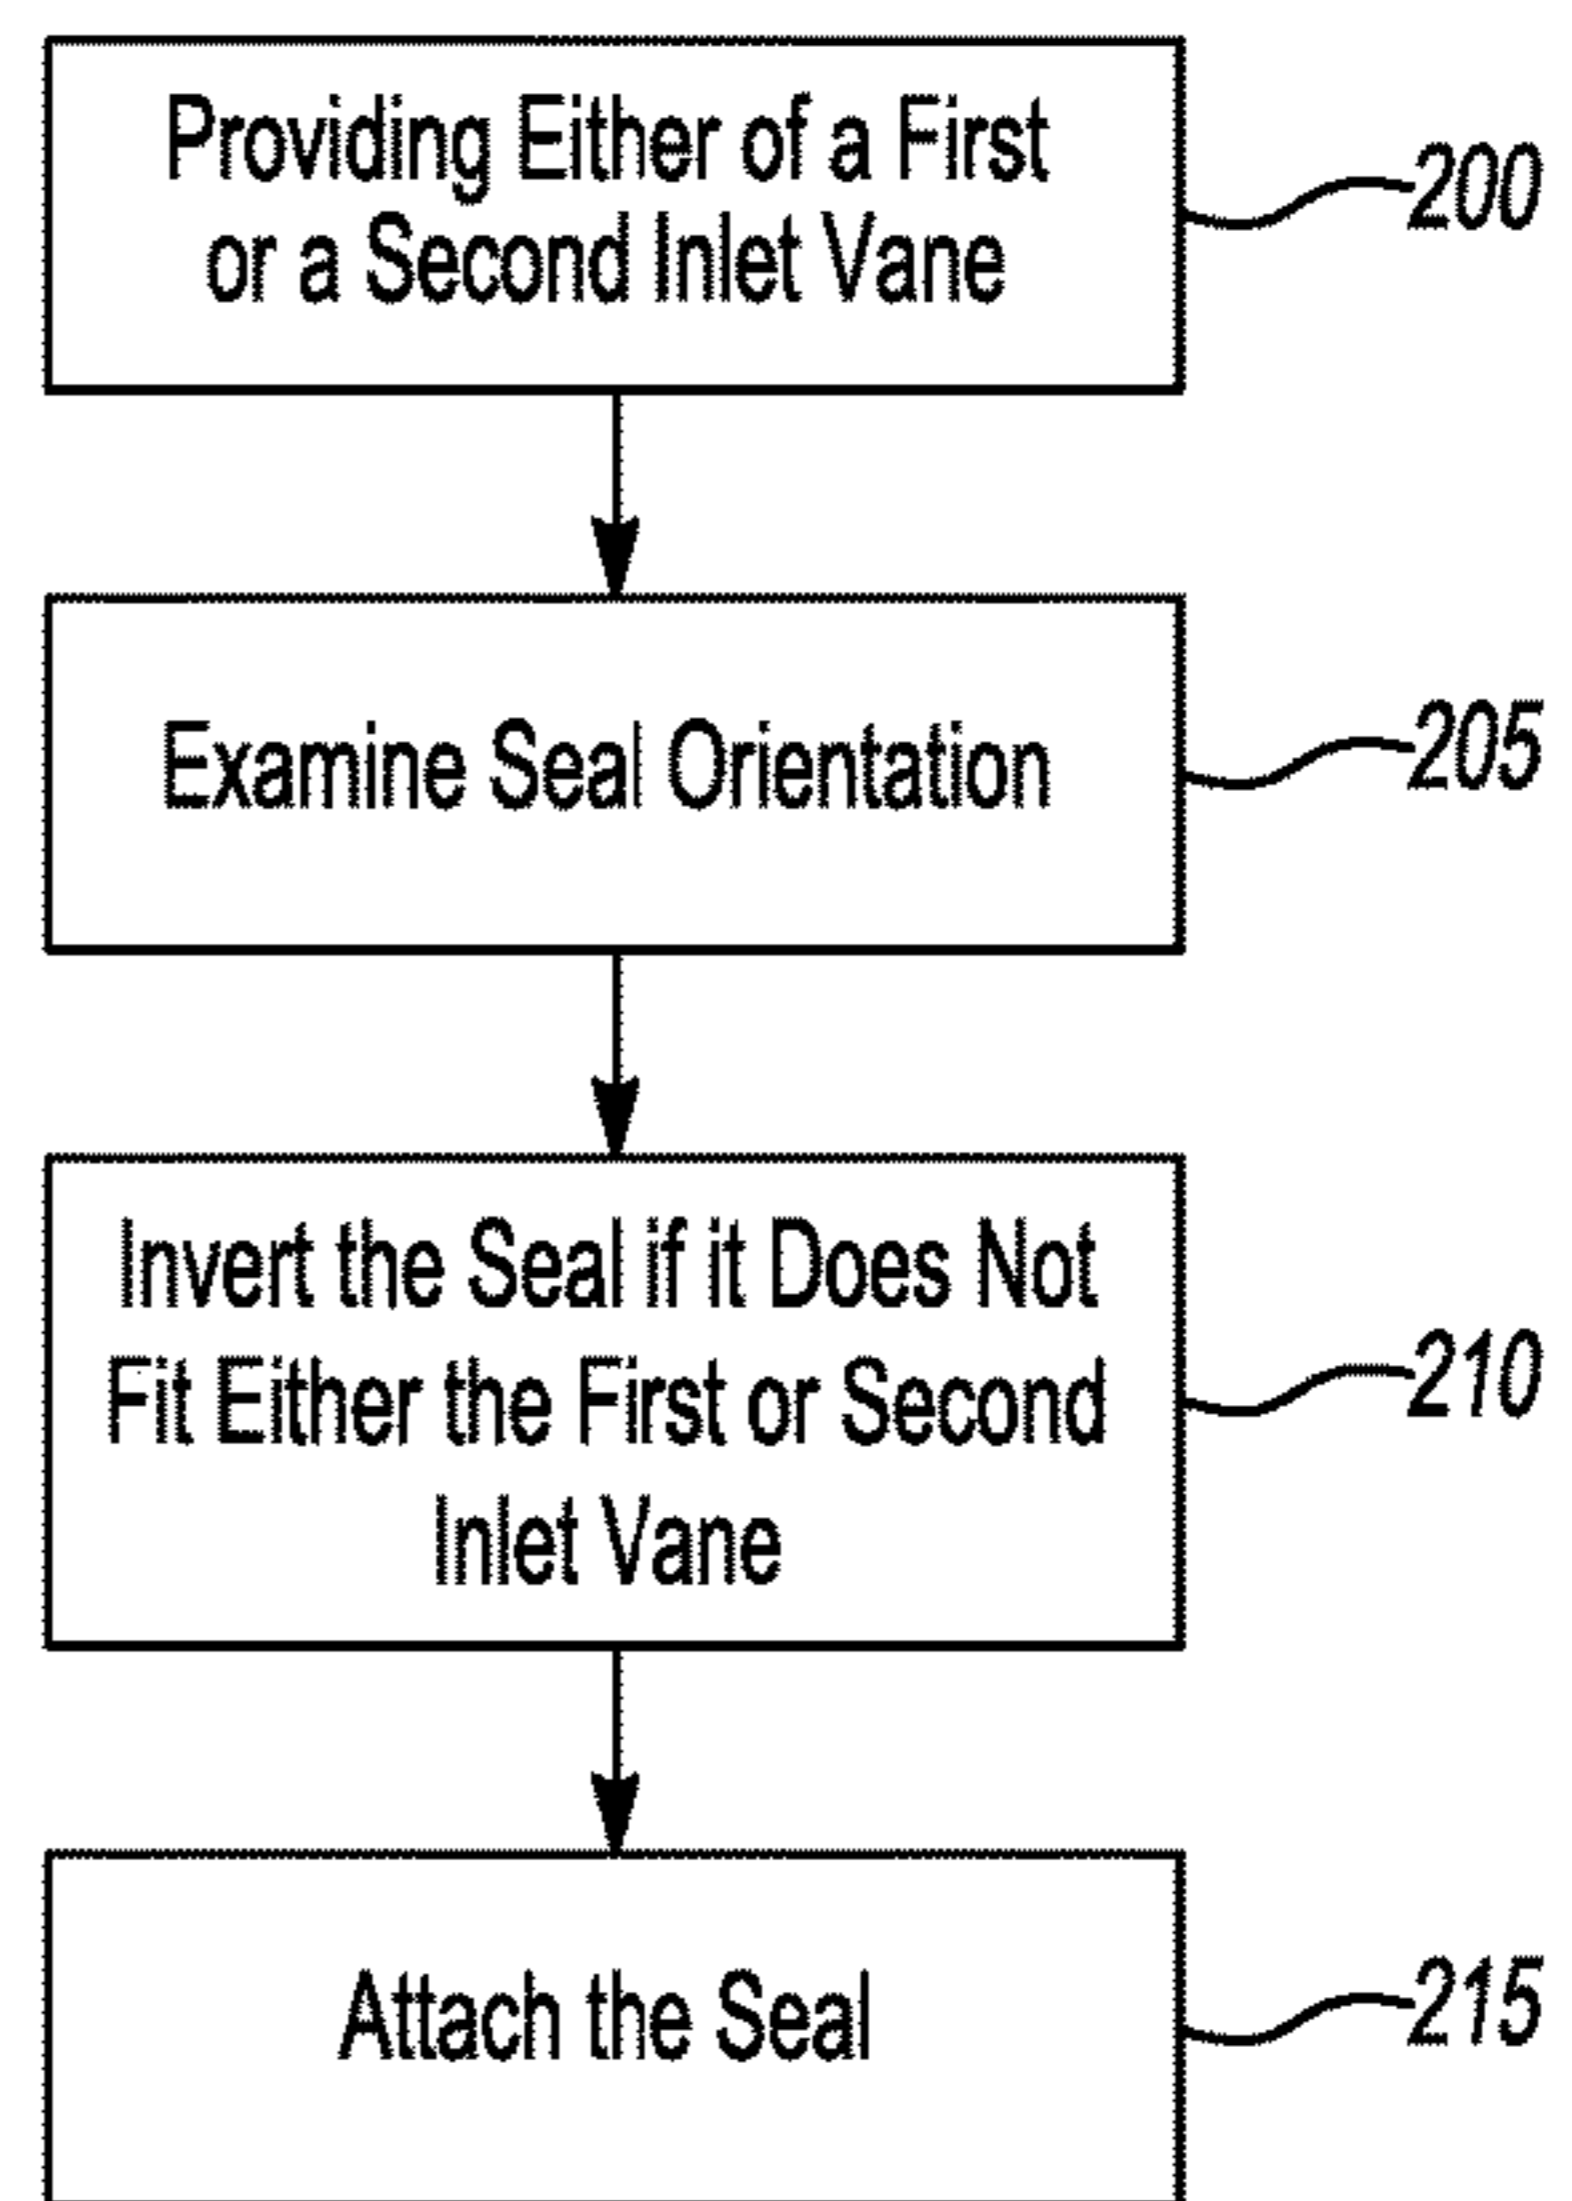 Providing Either of a First
or a Second Inlet Vane
200
Examine Seal Orientation
205
Invert the Seal if it Does Not
Fit Either the First or Second
Inlet Vane
210
Attach the Seal
215